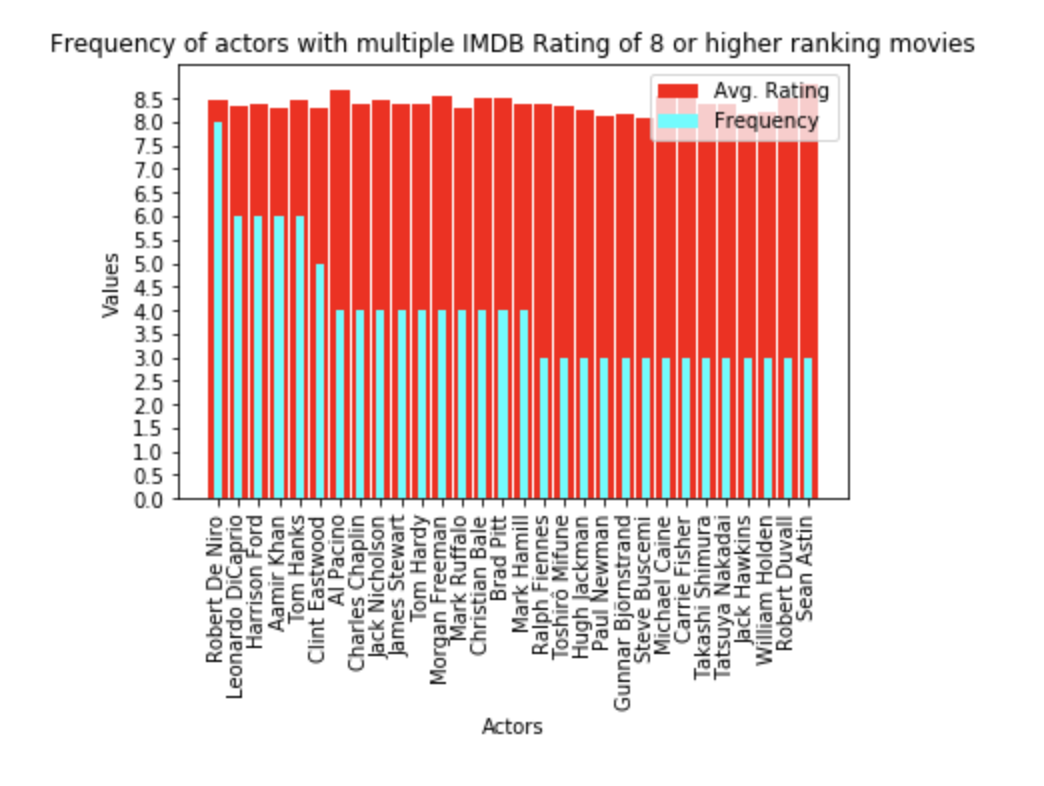 Frequency of actors with multiple IMDB Rating of 8 or higher ranking movies
Avg. Rating
Frequency
8.5
8.0
7.5
7.0
6.5
6.0
5.5
5.0
4.5
4.0
3.5
3.0
2.5
2.0
1.5
1.0
0.5
0.0
Values
Robert De Niro
Leonardo DiCaprio
Harrison Ford
Aamir Khan
Tom Hanks
Clint Eastwood
Al Pacino
Charles Chaplin
Jack Nicholson
James Stewart
Tom Hardy
Morgan Freeman
Mark Ruffalo
Christian Bale
Brad Pitt
Mark Hamill
Ralph Fiennes
Toshirô Mifune
Hugh Jackman
Paul Newman
Gunnar Björnstrand
Steve Buscemi
Michael Caine
Carrie Fisher
Takashi Shimura
Tatsuya Nakadai
Jack Hawkins
William Holden
Robert Duvall
Sean Astin
Actors